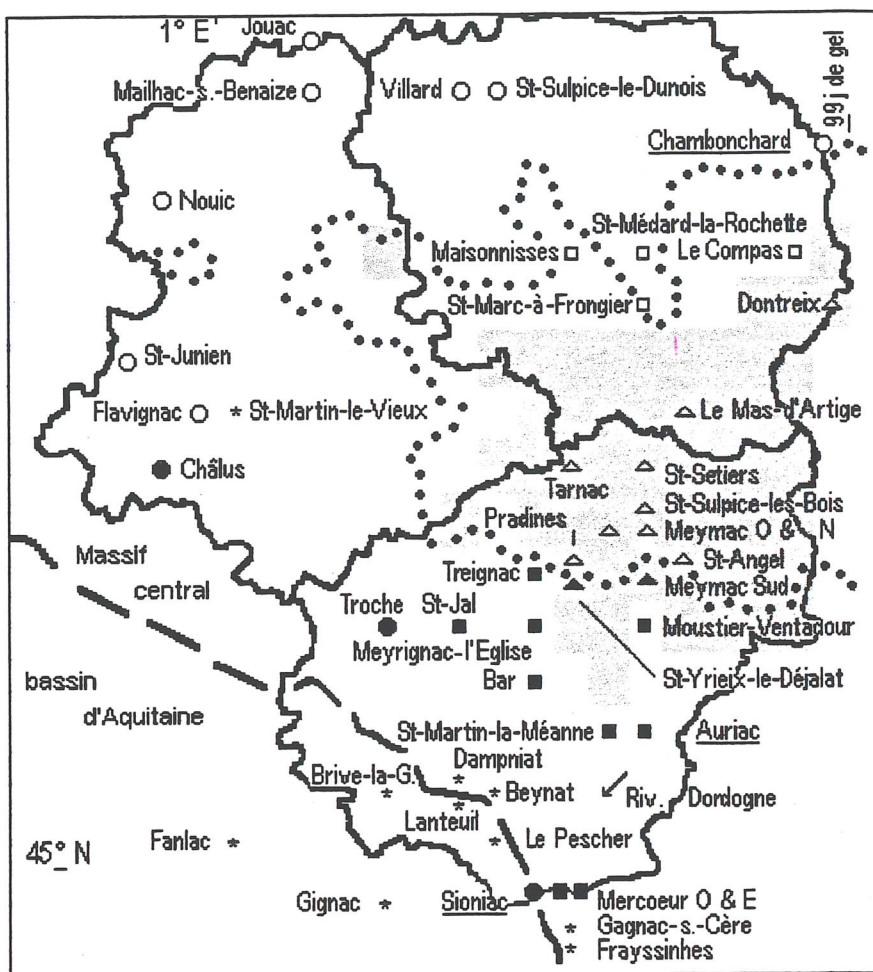 1° E'
Jouac
Mailhac-s.-Benaize
Villard
St-Sulpice-le-Dunois
99j de gel
Chambonchard
Nouic
St-Médard-la-Rochette
Maisonnisses
Le Compas
St-Marc-à-Frongier
Dontreix
St-Junien
Flavignac
St-Martin-le-Vieux
Le Mas-d'Artige
Châlus
Tarnac
St-Setiers
St-Sulpice-les-Bois
Pradines
Meymac O & N
St-Angel
Massif
central
Treignac
Meymac Sud
Troche
St-Jal
Meyrignac-l'Eglise
Moustier-Ventadour
bassin
d'Aquitaine
Bar
St-Yrieix-le-Déjalat
St-Martin-la-Méanne
Auriac
Dampniat
Brive-la-G.
Beynat
Riv. Dordogne
Lanteuil
Le Pescher
45° N
Fanlac
Gignac
Sioniac
Mercoeur O & E
Gagnac-s.-Cère
Frayssinhes